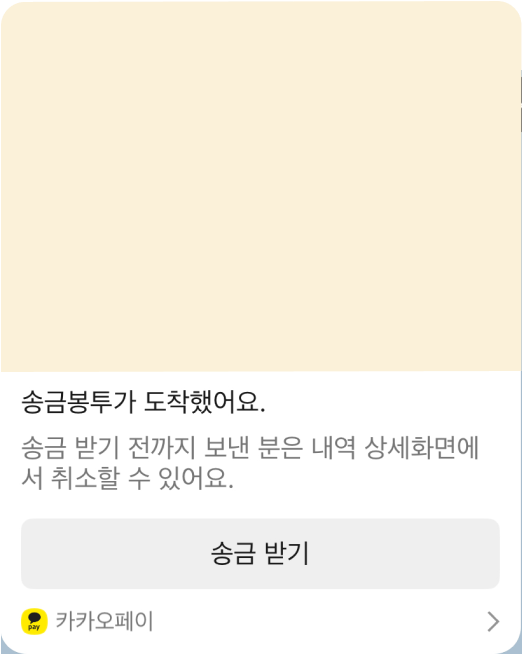 송금봉투가 도착했어요.
송금 받기 전까지 보낸 분은 내역 상세화면에
서 취소할 수 있어요.
송금 받기
pay 카카오페이